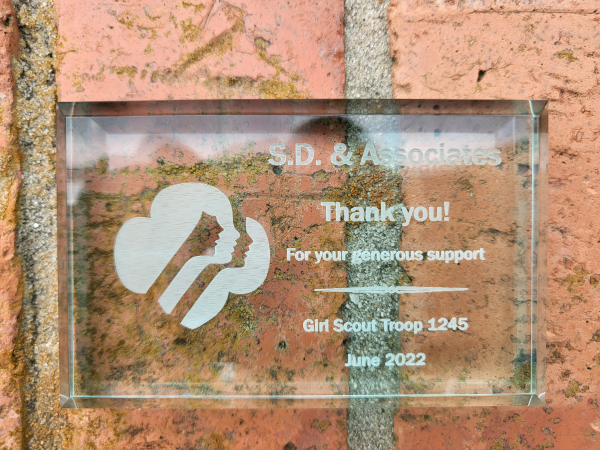 S.D. & Associates
Thank you!
For your generous support
Girl Scout Troop 1245
June 2022